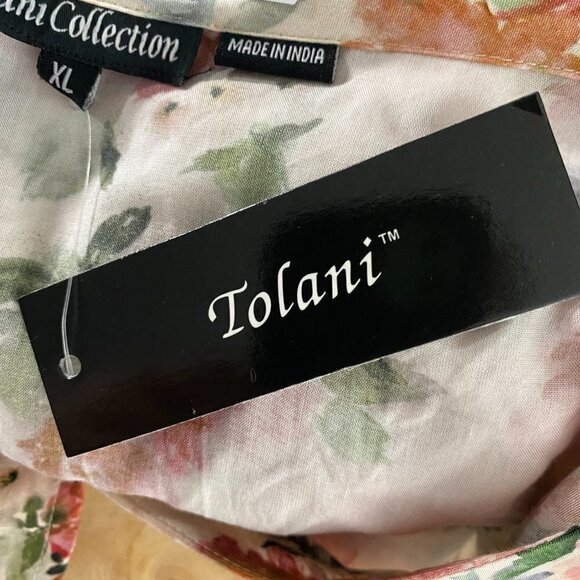 ani Collection
XL
MADE IN INDIA
Tolani™